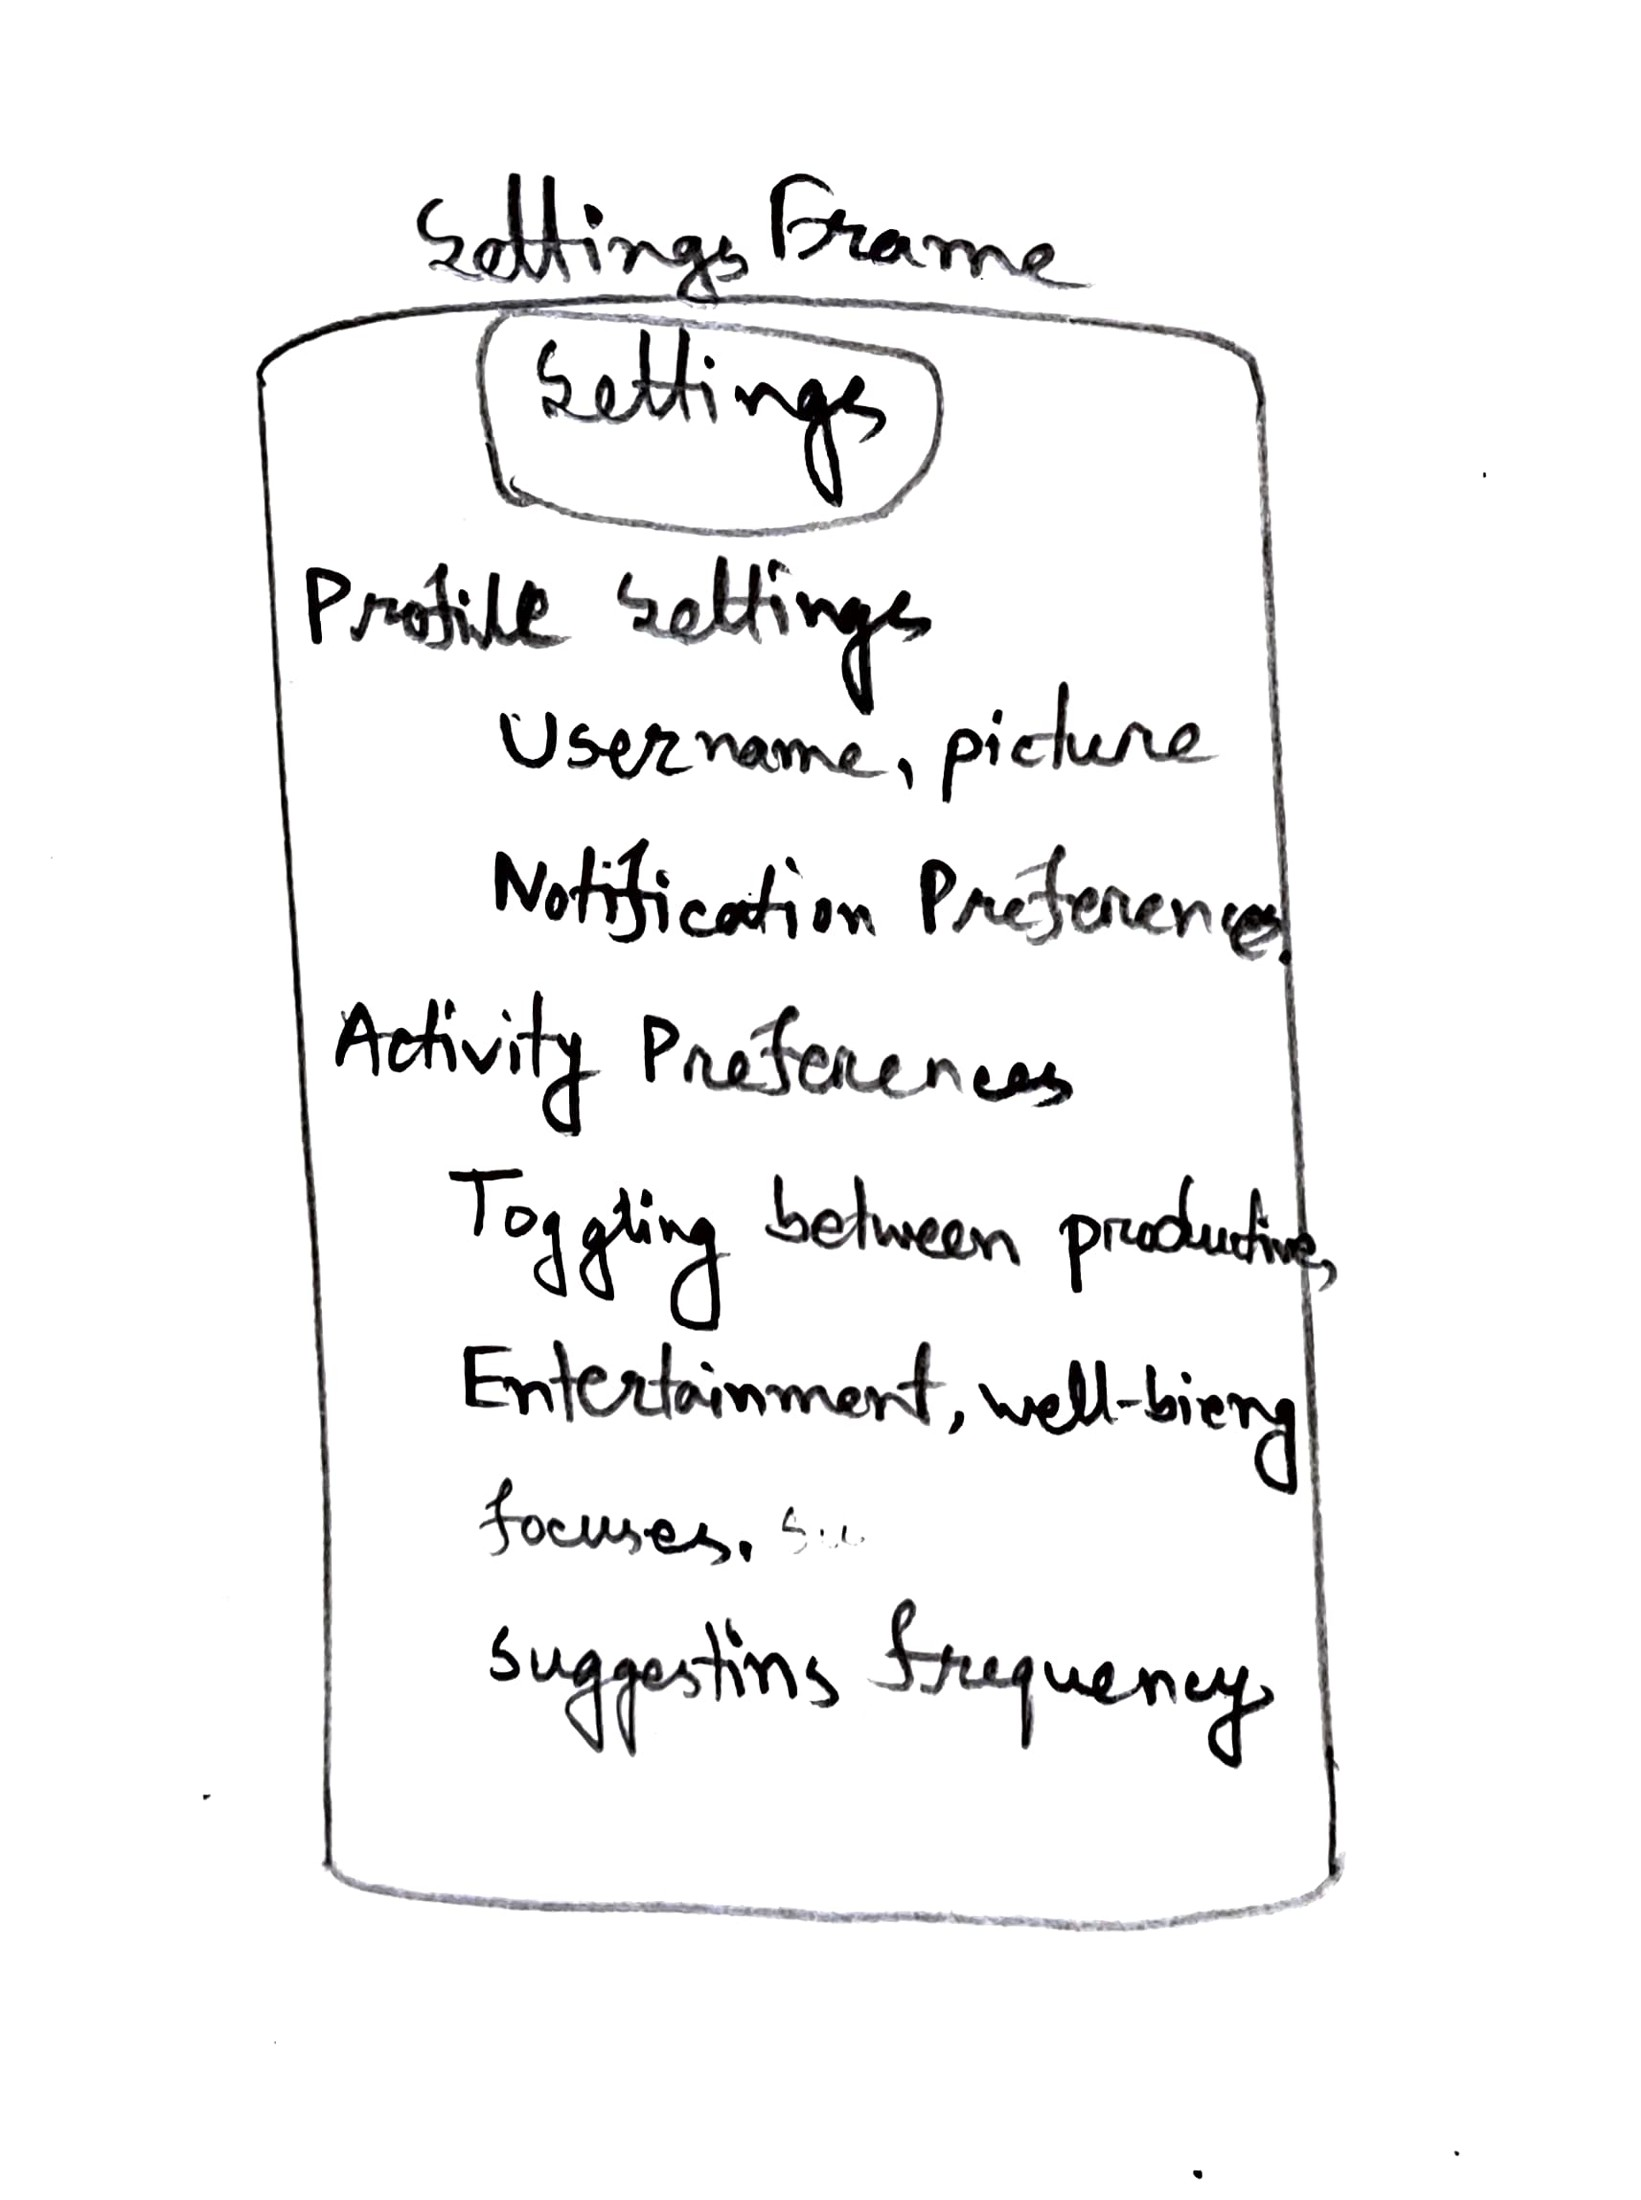 Settings Frame
Settings
Profile Settings
Username, picture
Notification Preferences.
Activity Preferences
Toggling between productive,
Entertainment, well-bieng
focuses.
suggestins frequency